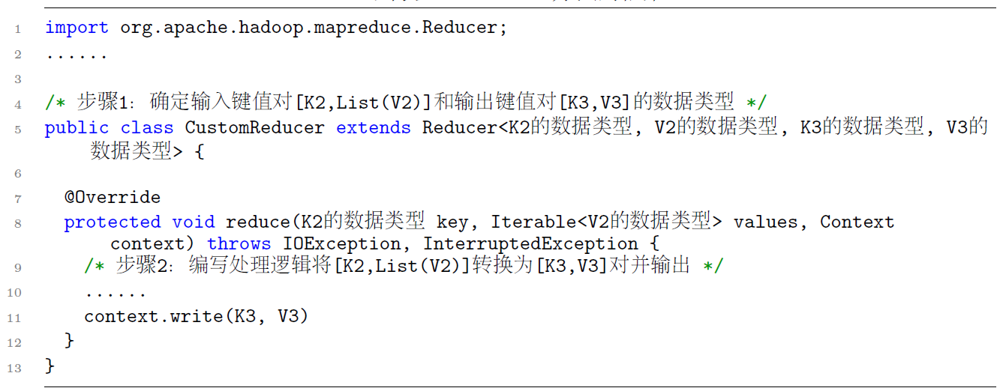 1 import org.apache.hadoop.mapreduce.Reducer;
2 ......
3
4 /* 步骤1: 确定输入键值对[K2,List(V2)]和输出键值对[K3,V3]的数据类型 */
5 public class CustomReducer extends Reducer<K2的数据类型, V2的数据类型, K3的数据类型, V3的
数据类型> {
6
7 @Override
8 protected void reduce(K2的数据类型 key, Iterable<V2的数据类型> values, Context
context) throws IOException, InterruptedException {
9 /* 步骤2: 编写处理逻辑将[K2,List(V2)]转换为[K3,V3]对并输出 */
10 ......
11 context.write(K3, V3)
12 }
13 }